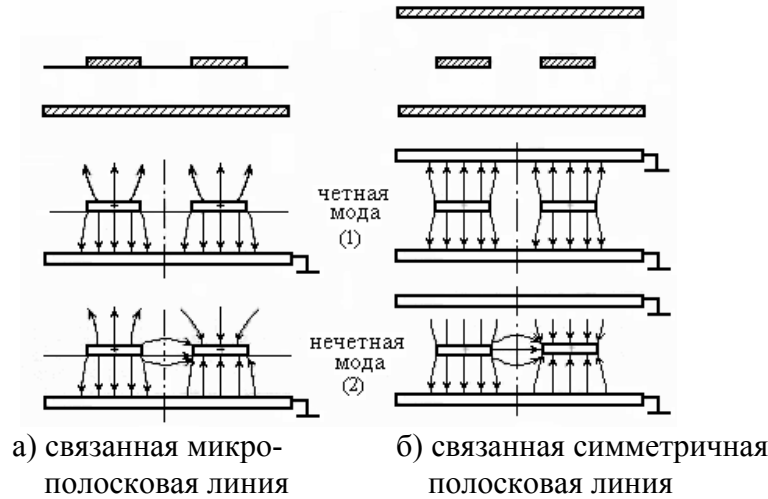 четная
мода
(1)
нечетная
мода
(2)
а) связанная микро-
полосковая линия
б) связанная симметричная
полосковая линия